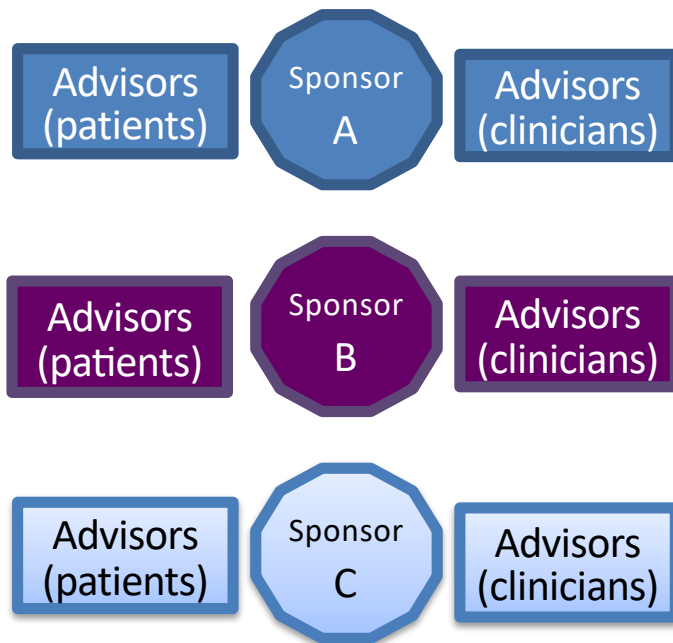 Advisors
(patients)
Sponsor
A
Advisors
(clinicians)
Advisors
(patients)
Sponsor
B
Advisors
(clinicians)
Advisors
(patients)
Sponsor
C
Advisors
(clinicians)